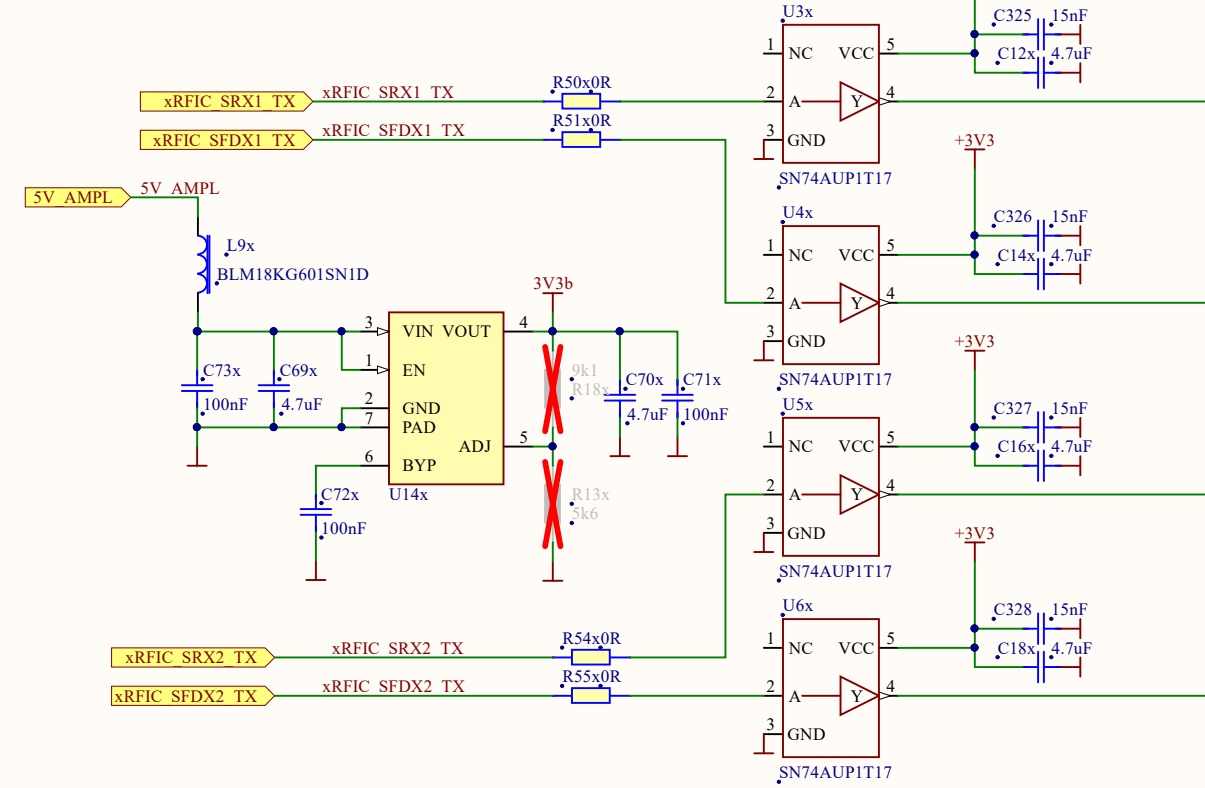 U3x
C325 15nF
1 NC VCC 5
C12x 4.7uF
xRFIC_SRX1_TX xRFIC_SRX1_TX R50x0R 2 A Y 4
xRFIC_SFDX1_TX xRFIC_SFDX1_TX R51x0R 3 GND
+3V3
SN74AUP1T17
5V_AMPL 5V_AMPL
U4x
C326 15nF
1 NC VCC 5
C14x 4.7uF
L9x
BLM18KG601SN1D
3V3b
2 A Y 4
3 VIN VOUT 4
3 GND
+3V3
1 EN
9k1
R18x
SN74AUP1T17
C73x
100nF
C69x
4.7uF
C70x
4.7uF
C71x
100nF
2 GND
7 PAD
ADJ 5
6 BYP
U14x
C72x
100nF
R13x
5k6
U5x
C327 15nF
1 NC VCC 5
C16x 4.7uF
2 A Y 4
3 GND
+3V3
SN74AUP1T17
U6x
C328 15nF
1 NC VCC 5
C18x 4.7uF
xRFIC_SRX2_TX xRFIC_SRX2_TX R54x0R
xRFIC_SFDX2_TX xRFIC_SFDX2_TX R55x0R 2 A Y 4
3 GND
SN74AUP1T17